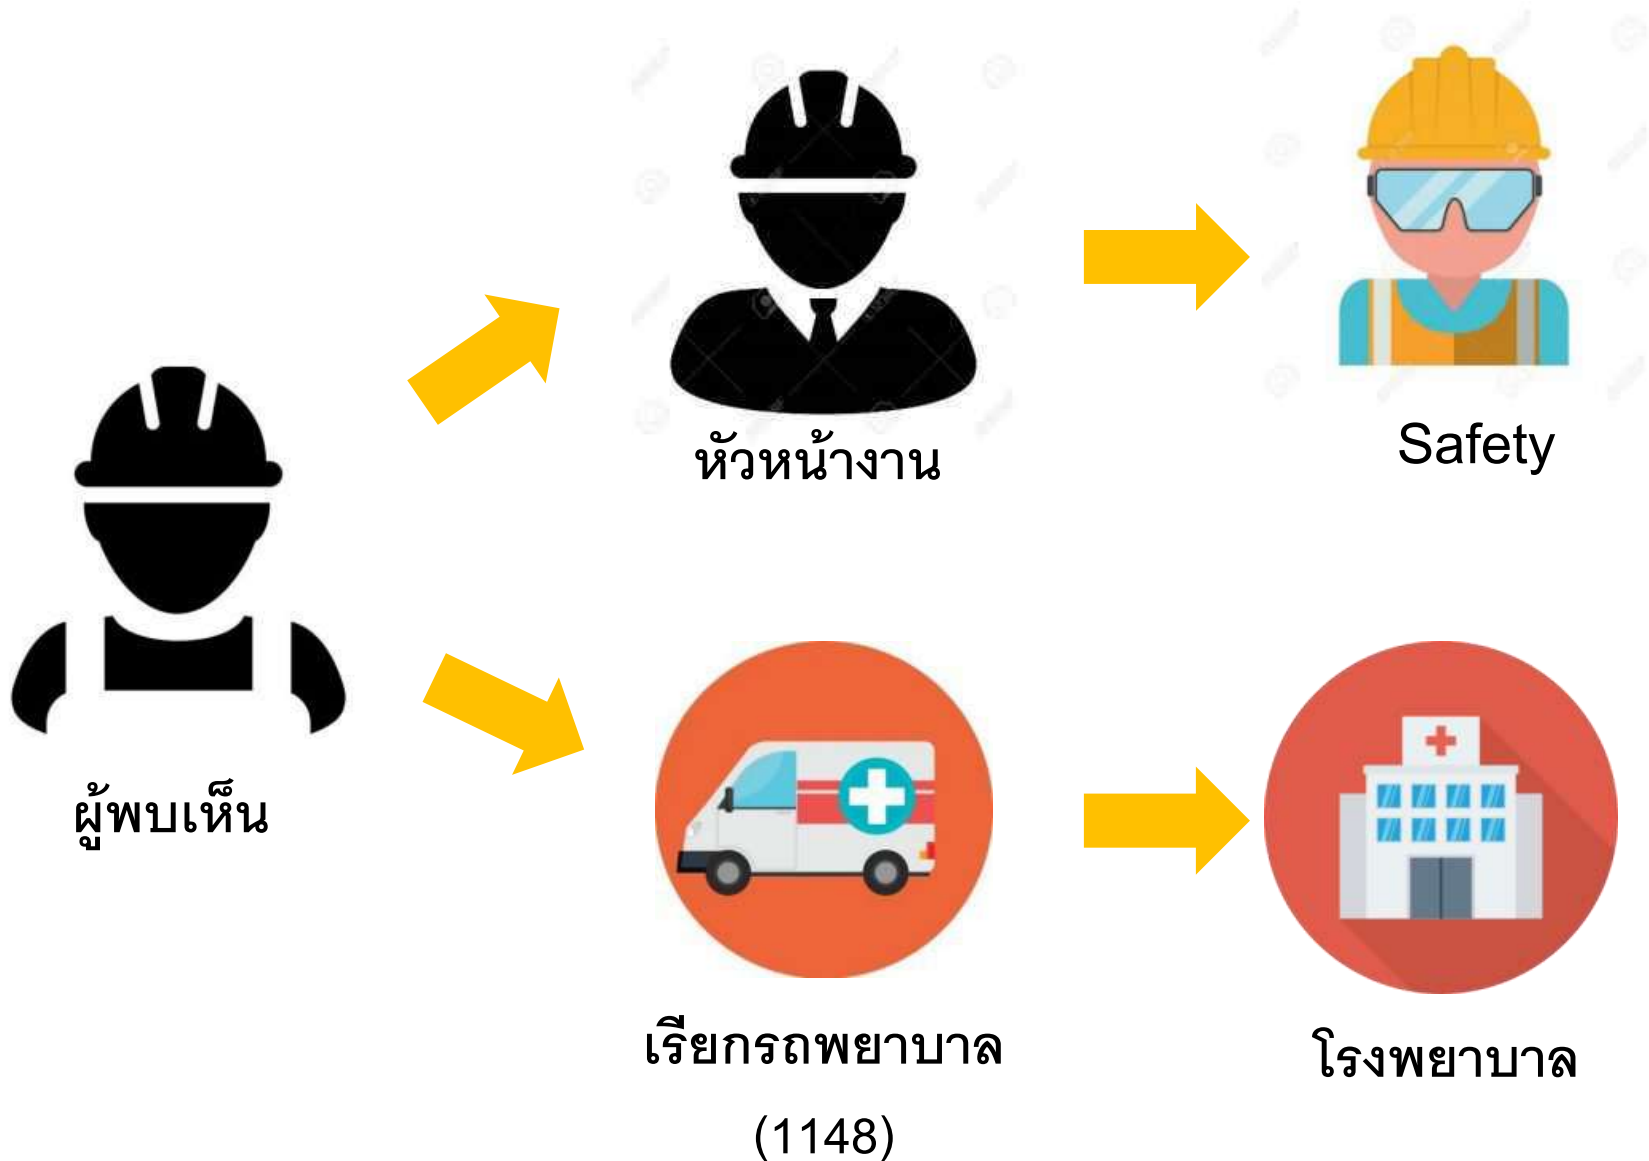 หัวหน้างาน
Safety
ผู้พบเห็น
เรียกรถพยาบาล
(1148)
โรงพยาบาล